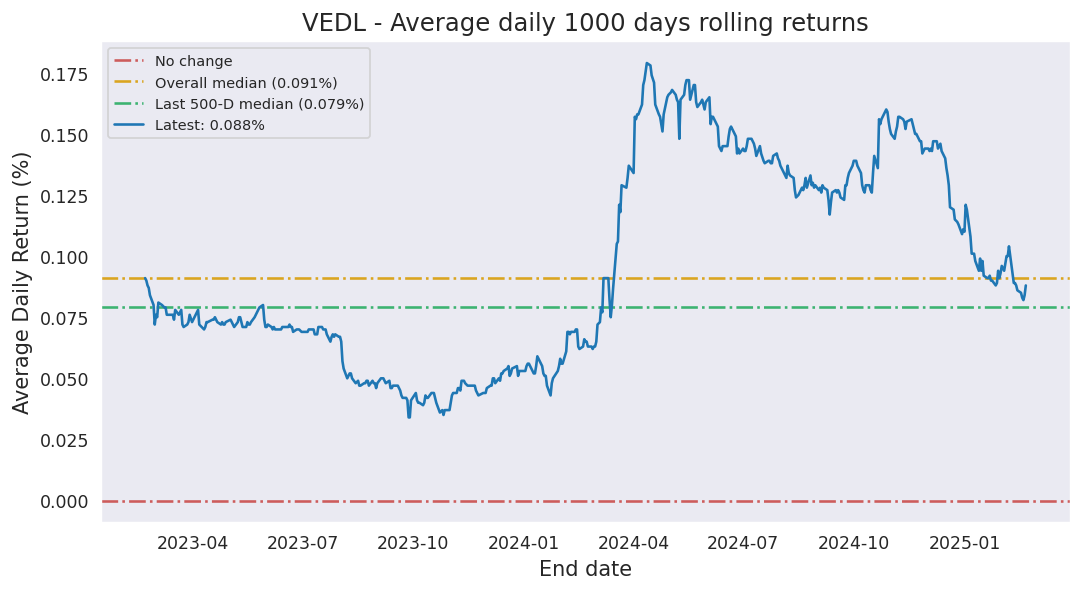 VEDL - Average daily 1000 days rolling returns
No change
Overall median (0.091%)
Last 500-D median (0.079%)
Latest: 0.088%
Average Daily Return (%)
0.175
0.150
0.125
0.100
0.075
0.050
0.025
0.000
2023-04 2023-07 2023-10 2024-01 2024-04 2024-07 2024-10 2025-01
End date